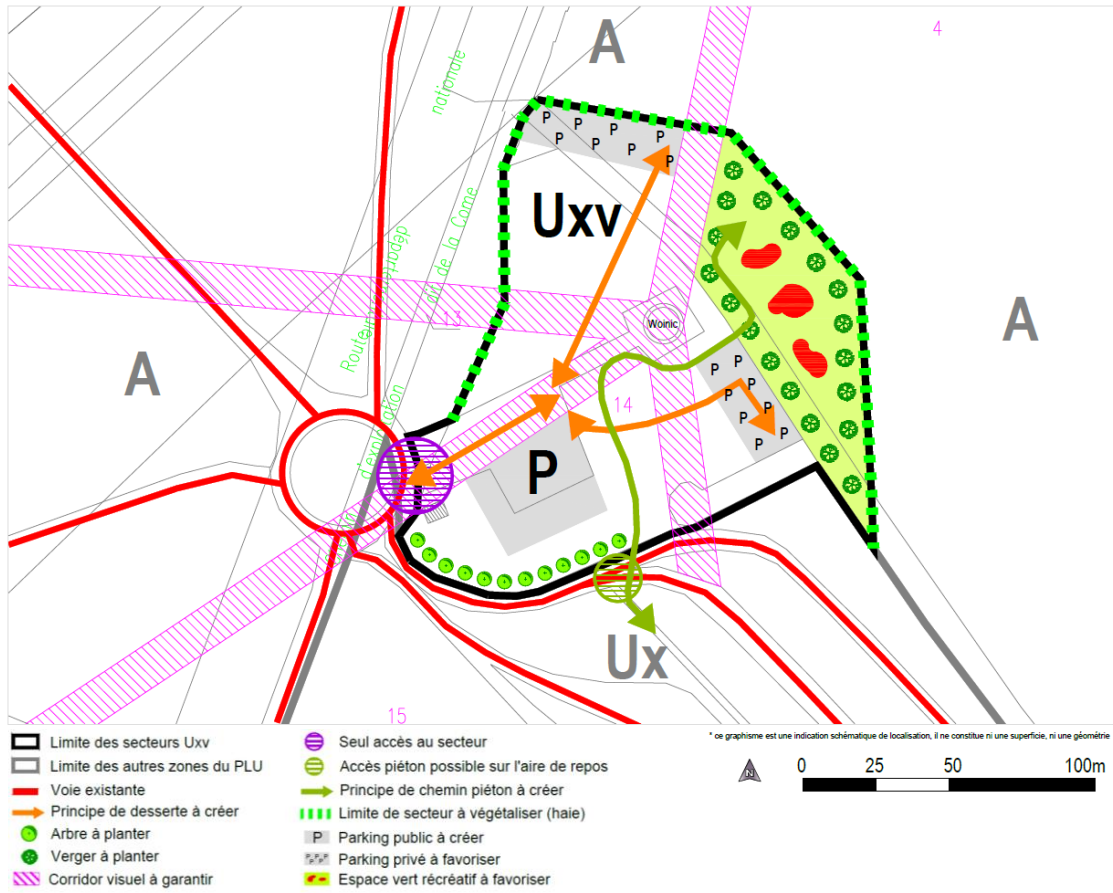 A
4
nationale
P P P P
P P P P
Uxv
dit de la Corne
départementale
Route
13
Woinic
A
A
14
P P
P P
P P
P P
d'exploitation
P
Ux
15
Limite des secteurs Uxv
Limite des autres zones du PLU
Voie existante
Principe de desserte à créer
Arbre à planter
Verger à planter
Corridor visuel à garantir
Seul accès au secteur
Accès piéton possible sur l'aire de repos
Principe de chemin piéton à créer
Limite de secteur à végétaliser (haie)
P Parking public à créer
Parking privé à favoriser
Espace vert récréatif à favoriser
* ce graphisme est une indication schématique de localisation, il ne constitue ni une superficie, ni une géométrie
N
0 25 50 100m